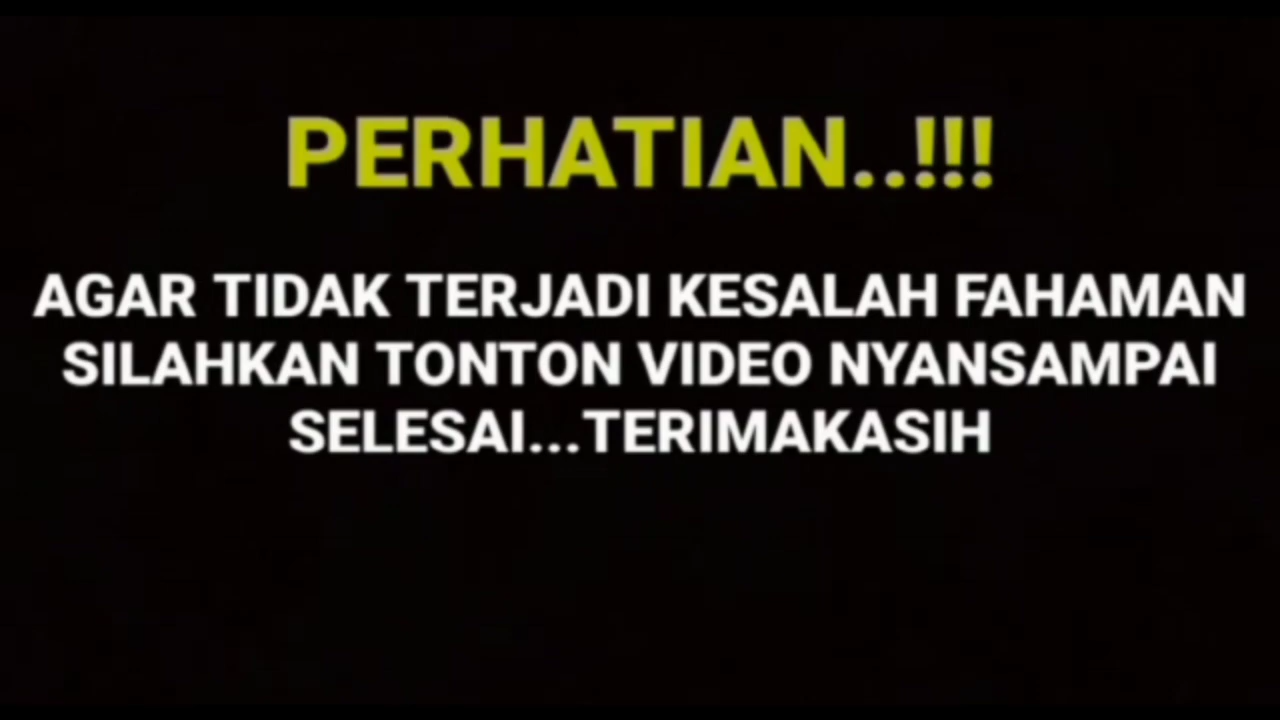 PERHATIAN..!!!
AGAR TIDAK TERJADI KESALAH FAHAMAN
SILAHKAN TONTON VIDEO NYANSAMPAI
SELESAI...TERIMAKASIH